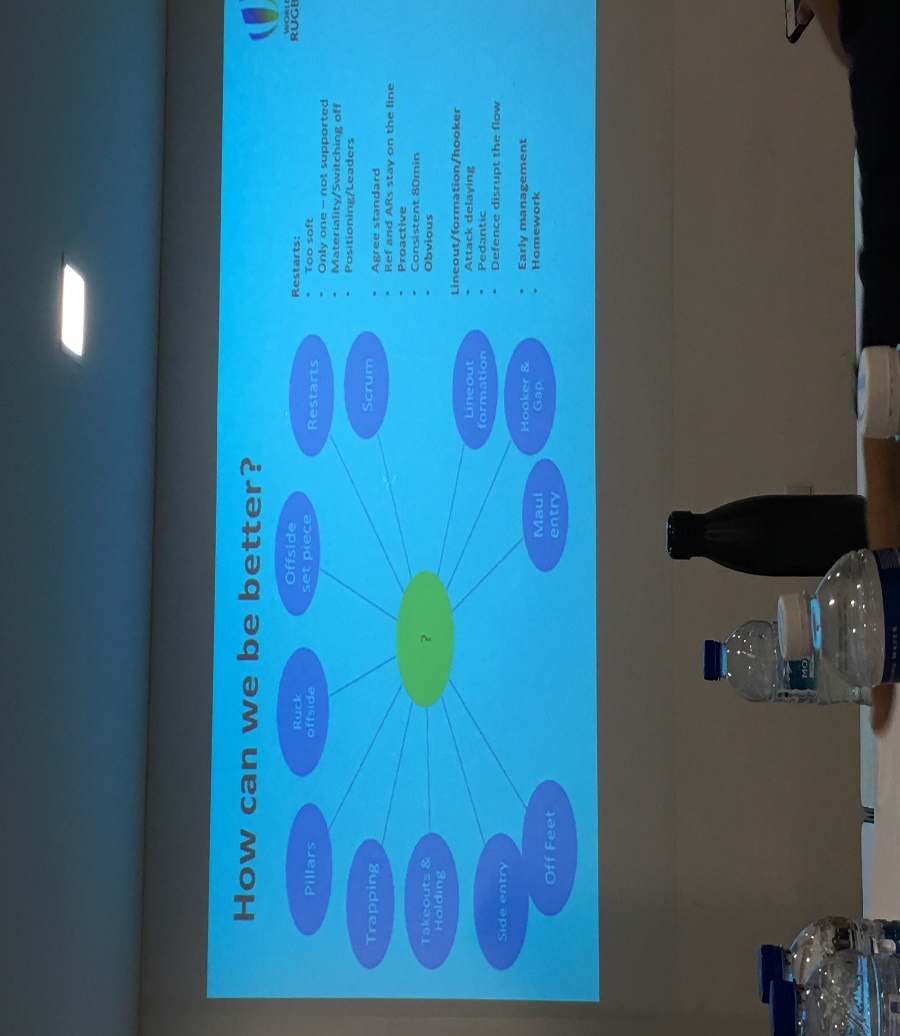 How can we be better?
WORLD
RUGB
Pillars
Ruck
offside
Offside
set piece
Restarts
Scrum
Trapping
Takeouts &
Holding
Side entry
Off Feet
?
Lineout
formation
Hooker &
Gap
Maul
entry
Restarts:
• Too soft
• Only one – not supported
• Materiality/Switching off
• Positioning/Leaders
• Agree standard
• Ref and ARs stay on the line
• Proactive
• Consistent 80min
• Obvious
Lineout/formation/hooker
• Attack delaying
• Pedantic
• Defence disrupt the flow
• Early management
• Homework
MO
WATER